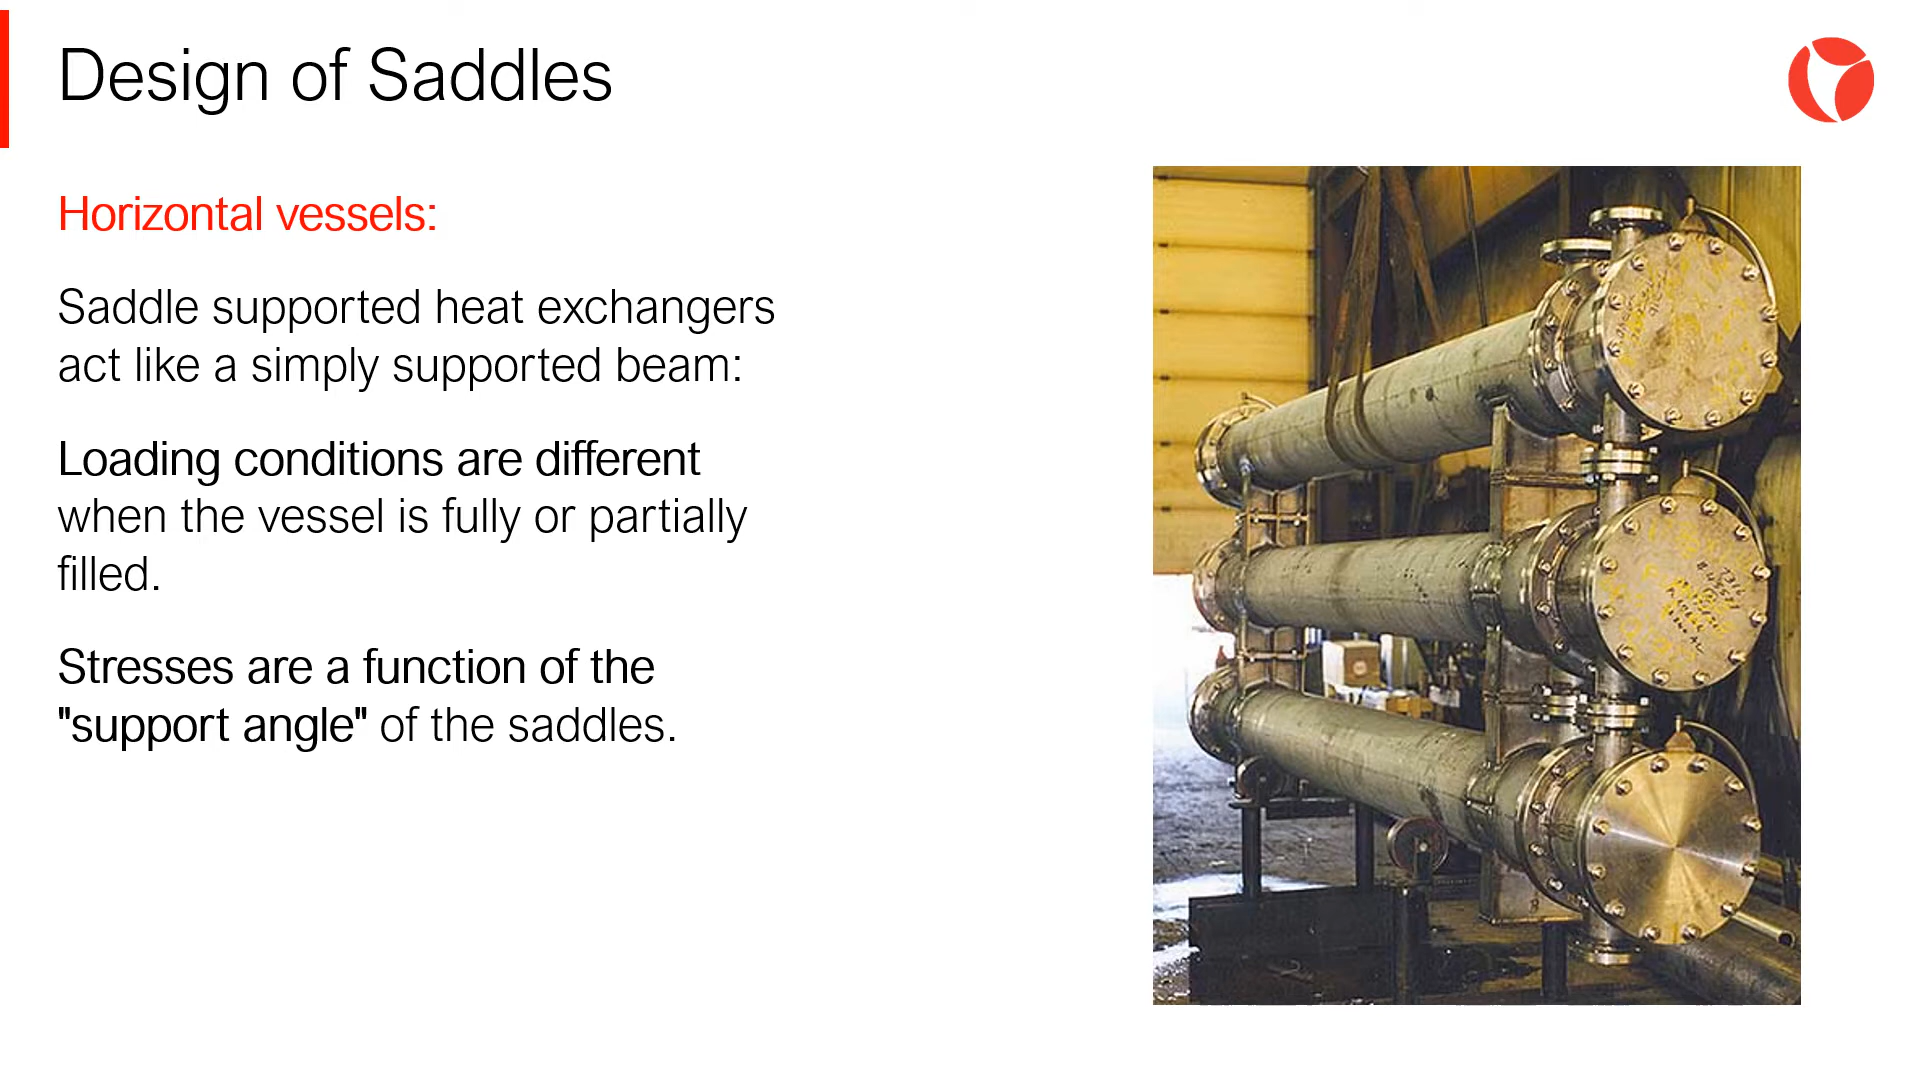 Design of Saddles
Horizontal vessels:
Saddle supported heat exchangers
act like a simply supported beam:
Loading conditions are different
when the vessel is fully or partially
filled.
Stresses are a function of the
"support angle" of the saddles.